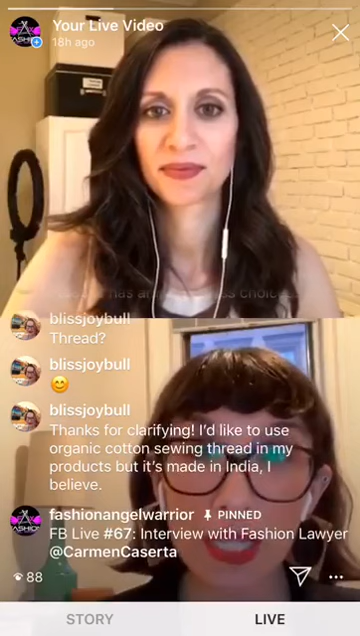 Your Live Video
18h ago
blissjoybull
Thread?
blissjoybull
😊
blissjoybull
Thanks for clarifying! I'd like to use
organic cotton sewing thread in my
products but it's made in India, I
believe.
fashionangelwarrior PINNED
FB Live #67: Interview with Fashion Lawyer
@CarmenCaserta
88
STORY
LIVE